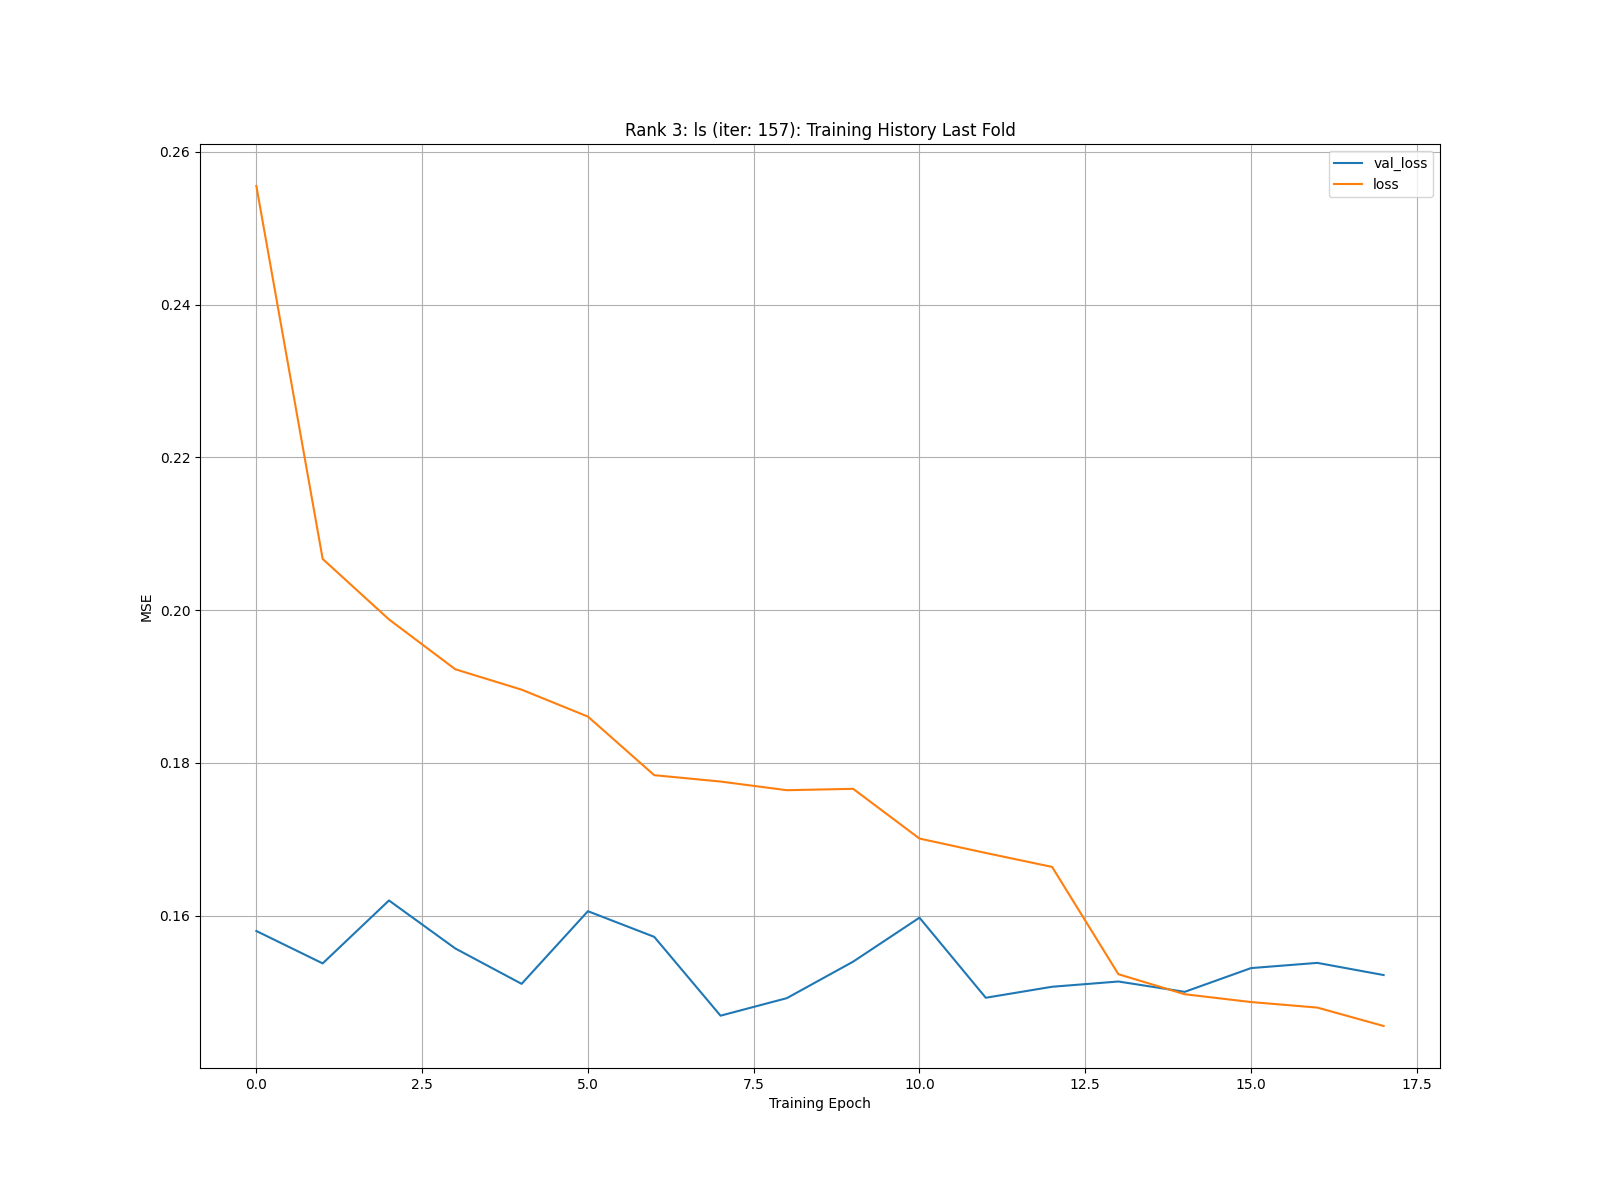 Rank 3: ls (iter: 157): Training History Last Fold
val_loss
loss
0.26
0.24
0.22
0.20
0.18
0.16
MSE
0.0 2.5 5.0 7.5 10.0 12.5 15.0 17.5
Training Epoch